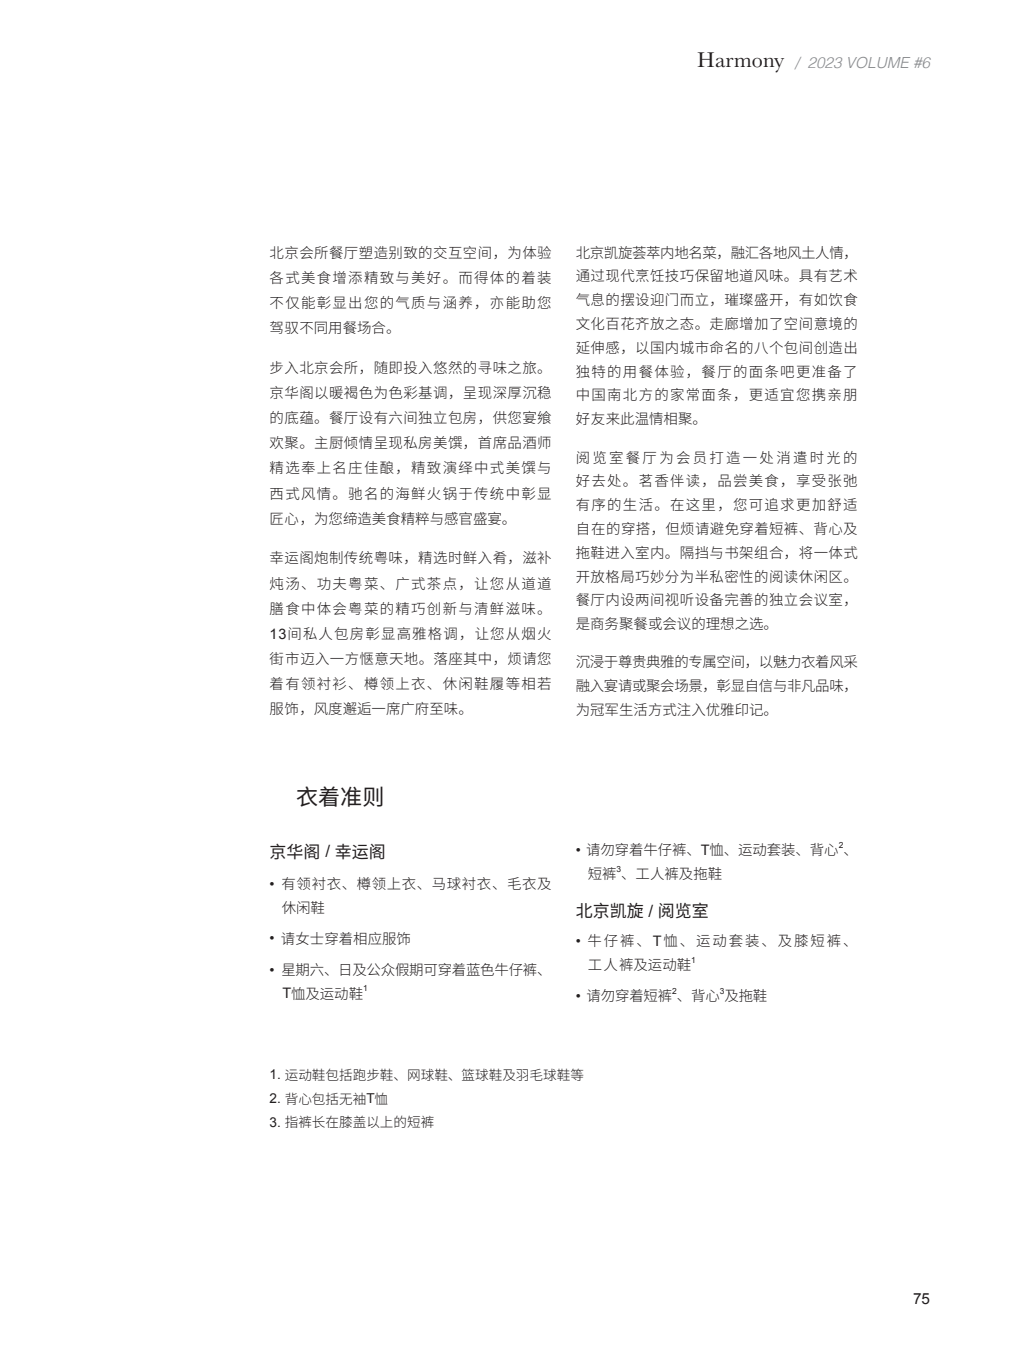 Harmony / 2023 VOLUME #6
北京会所餐厅塑造别致的交互空间，为体验
各式美食增添精致与美好。而得体的着装
不仅能彰显出您的气质与涵养，亦能助您
驾驭不同用餐场合。
步入北京会所，随即投入悠然的寻味之旅。
京华阁以暖褐色为色彩基调，呈现深厚沉稳
的底蕴。餐厅设有六间独立包房，供您宴飨
欢聚。主厨倾情呈现私房美馔，首席品酒师
精选奉上名庄佳酿，精致演绎中式美馔与
西式风情。驰名的海鲜火锅于传统中彰显
匠心，为您缔造美食精粹与感官盛宴。
幸运阁炮制传统粤味，精选时鲜入肴，滋补
炖汤、功夫粤菜、广式茶点，让您从道道
膳食中体会粤菜的精巧创新与清鲜滋味。
13间私人包房彰显高雅格调，让您从烟火
街市迈入一方惬意天地。落座其中，烦请您
着有领衬衫、樽领上衣、休闲鞋履等相若
服饰，风度邂逅一席广府至味。
北京凯旋荟萃内地名菜，融汇各地风土人情，
通过现代烹饪技巧保留地道风味。具有艺术
气息的摆设迎门而立，璀璨盛开，有如饮食
文化百花齐放之态。走廊增加了空间意境的
延伸感，以国内城市命名的八个包间创造出
独特的用餐体验，餐厅的面条吧更准备了
中国南北方的家常面条，更适宜您携亲朋
好友来此温情相聚。
阅览室餐厅为会员打造一处消遣时光的
好去处。茗香伴读，品尝美食，享受张弛
有序的生活。在这里，您可追求更加舒适
自在的穿搭，但烦请避免穿着短裤、背心及
拖鞋进入室内。隔挡与书架组合，将一体式
开放格局巧妙分为半私密性的阅读休闲区。
餐厅内设两间视听设备完善的独立会议室，
是商务聚餐或会议的理想之选。
沉浸于尊贵典雅的专属空间，以魅力衣着风采
融入宴请或聚会场景，彰显自信与非凡品味，
为冠军生活方式注入优雅印记。
衣着准则
京华阁 / 幸运阁
• 有领衬衣、樽领上衣、马球衬衣、毛衣及
休闲鞋
• 请女士穿着相应服饰
• 星期六、日及公众假期可穿着蓝色牛仔裤、
T恤及运动鞋¹
• 请勿穿着牛仔裤、T恤、运动套装、背心²、
短裤³、工人裤及拖鞋
北京凯旋 / 阅览室
• 牛仔裤、T恤、运动套装、及膝短裤、
工人裤及运动鞋¹
• 请勿穿着短裤²、背心³及拖鞋
1. 运动鞋包括跑步鞋、网球鞋、篮球鞋及羽毛球鞋等
2. 背心包括无袖T恤
3. 指裤长在膝盖以上的短裤
75